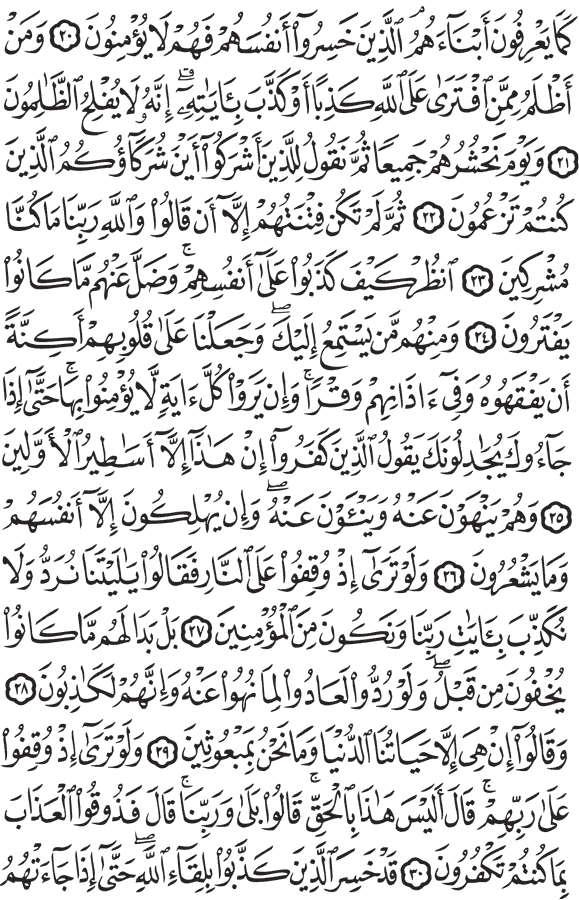 كَمَا يَعْرِفُونَ أَبْنَآءَهُمُ ٱلَّذِينَ خَسِرُوٓا۟ أَنفُسَهُمْ فَهُمْ لَا يُؤْمِنُونَ ٢٠ وَمَنْ
أَظْلَمُ مِمَّنِ ٱفْتَرَىٰ عَلَى ٱللَّهِ كَذِبًا أَوْ كَذَّبَ بِـَٔايَـٰتِهِۦٓ ۗ إِنَّهُۥ لَا يُفْلِحُ ٱلظَّـٰلِمُونَ
٢١ وَيَوْمَ نَحْشُرُهُمْ جَمِيعًا ثُمَّ نَقُولُ لِلَّذِينَ أَشْرَكُوٓا۟ أَيْنَ شُرَكَآؤُكُمُ ٱلَّذِينَ
كُنتُمْ تَزْعُمُونَ ٢٢ ثُمَّ لَمْ تَكُن فِتْنَتُهُمْ إِلَّآ أَن قَالُوا۟ وَٱللَّهِ رَبِّنَا مَا كُنَّا
مُشْرِكِينَ ٢٣ ٱنظُرْ كَيْفَ كَذَبُوا۟ عَلَىٰٓ أَنفُسِهِمْ ۚ وَضَلَّ عَنْهُم مَّا كَانُوا۟
يَفْتَرُونَ ٢٤ وَمِنْهُم مَّن يَسْتَمِعُ إِلَيْكَ ۖ وَجَعَلْنَا عَلَىٰ قُلُوبِهِمْ أَكِنَّةً
أَن يَفْقَهُوهُ وَفِىٓ ءَاذَانِهِمْ وَقْرًا ۚ وَإِن يَرَوْا۟ كُلَّ ءَايَةٍ لَّا يُؤْمِنُوا۟ بِهَا ۚ حَتَّىٰٓ إِذَا
جَآءُوكَ يُجَـٰدِلُونَكَ يَقُولُ ٱلَّذِينَ كَفَرُوٓا۟ إِنْ هَـٰذَآ إِلَّآ أَسَـٰطِيرُ ٱلْأَوَّلِينَ
٢٥ وَهُمْ يَنْهَوْنَ عَنْهُ وَيَنْـَٔوْنَ عَنْهُ ۖ وَإِن يُهْلِكُونَ إِلَّآ أَنفُسَهُمْ
وَمَا يَشْعُرُونَ ٢٦ وَلَوْ تَرَىٰٓ إِذْ وُقِفُوا۟ عَلَى ٱلنَّارِ فَقَالُوا۟ يَـٰلَيْتَنَا نُرَدُّ وَلَا
نُكَذِّبَ بِـَٔايَـٰتِ رَبِّنَا وَنَكُونَ مِنَ ٱلْمُؤْمِنِينَ ٢٧ بَلْ بَدَا لَهُم مَّا كَانُوا۟
يُخْفُونَ مِن قَبْلُ ۖ وَلَوْ رُدُّوا۟ لَعَادُوا۟ لِمَا نُهُوا۟ عَنْهُ وَإِنَّهُمْ لَكَـٰذِبُونَ ٢٨
وَقَالُوٓا۟ إِنْ هِىَ إِلَّا حَيَاتُنَا ٱلدُّنْيَا وَمَا نَحْنُ بِمَبْعُوثِينَ ٢٩ وَلَوْ تَرَىٰٓ إِذْ وُقِفُوا۟
عَلَىٰ رَبِّهِمْ ۚ قَالَ أَلَيْسَ هَـٰذَا بِٱلْحَقِّ ۚ قَالُوا۟ بَلَىٰ وَرَبِّنَا ۚ قَالَ فَذُوقُوا۟ ٱلْعَذَابَ
بِمَا كُنتُمْ تَكْفُرُونَ ٣٠ قَدْ خَسِرَ ٱلَّذِينَ كَذَّبُوا۟ بِلِقَآءِ ٱللَّهِ ۖ حَتَّىٰٓ إِذَا جَآءَتْهُمُ